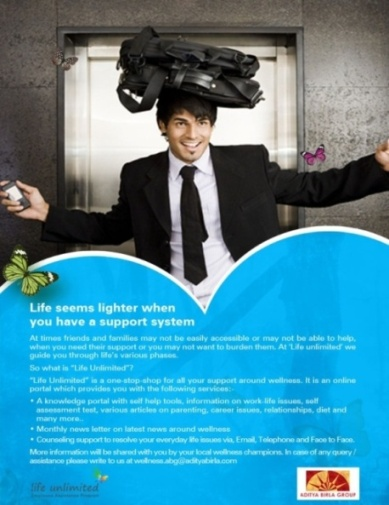 Life seems lighter when
you have a support system
At times friends and families may not be easily accessible or may not be able to help,
when you need their support or you may not want to burden them. At 'Life unlimited' we
guide you through life's various phases.
So what is "Life Unlimited"?
"Life Unlimited" is a one-stop-shop for all your support around wellness. It is an online
portal which provides you with the following services:-
• A knowledge portal with self help tools, information on work-life issues, self
assessment test, various articles on parenting, career issues, relationships, diet and
many more..
• Monthly news letter on latest news around wellness
• Counseling support to resolve your everyday life issues via, Email, Telephone and Face to Face.
More information will be shared with you by your local wellness champions. In case of any query /
assistance please write to us at wellness.abg@adityabirla.com
life unlimited
ADITYA BIRLA GROUP